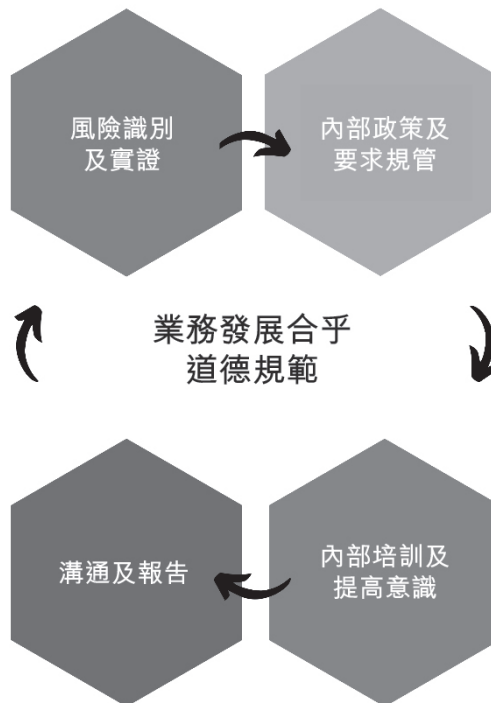 風險識別
及實證
內部政策及
要求規管
業務發展合乎
道德規範
溝通及報告
內部培訓及
提高意識